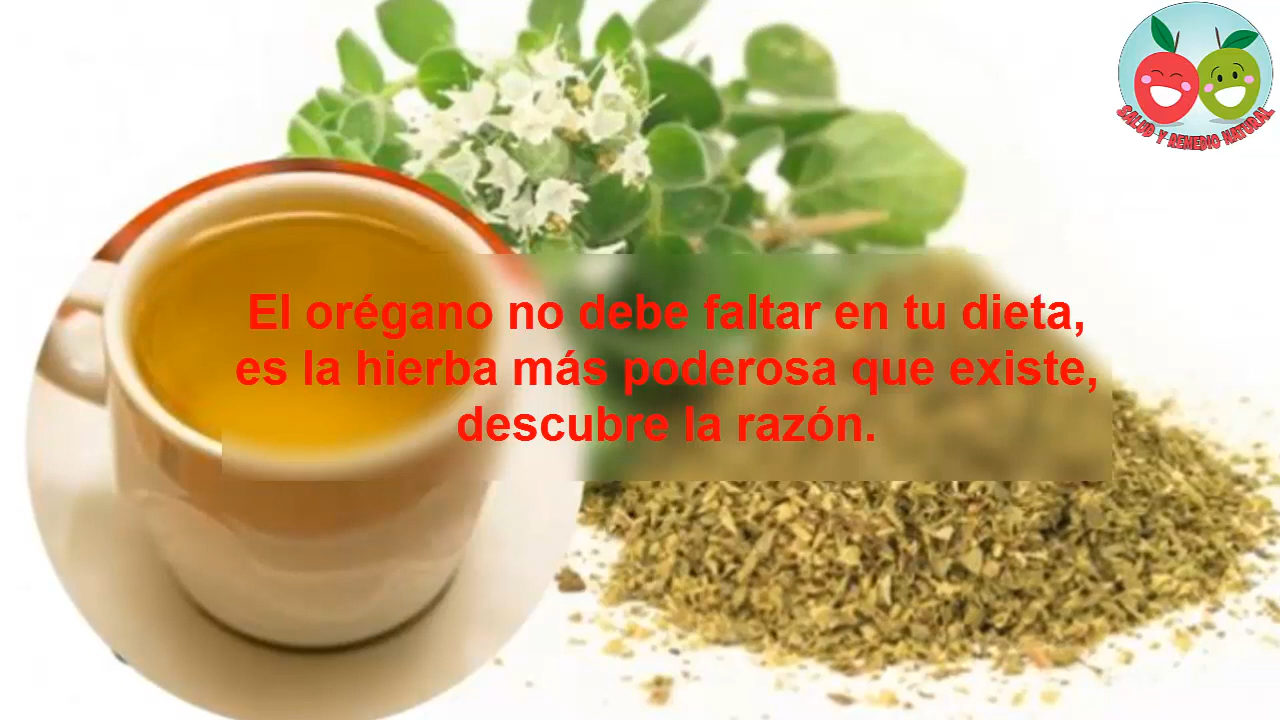 SALUD Y REMEDIO NATURAL
El orégano no debe faltar en tu dieta,
es la hierba más poderosa que existe,
descubre la razón.